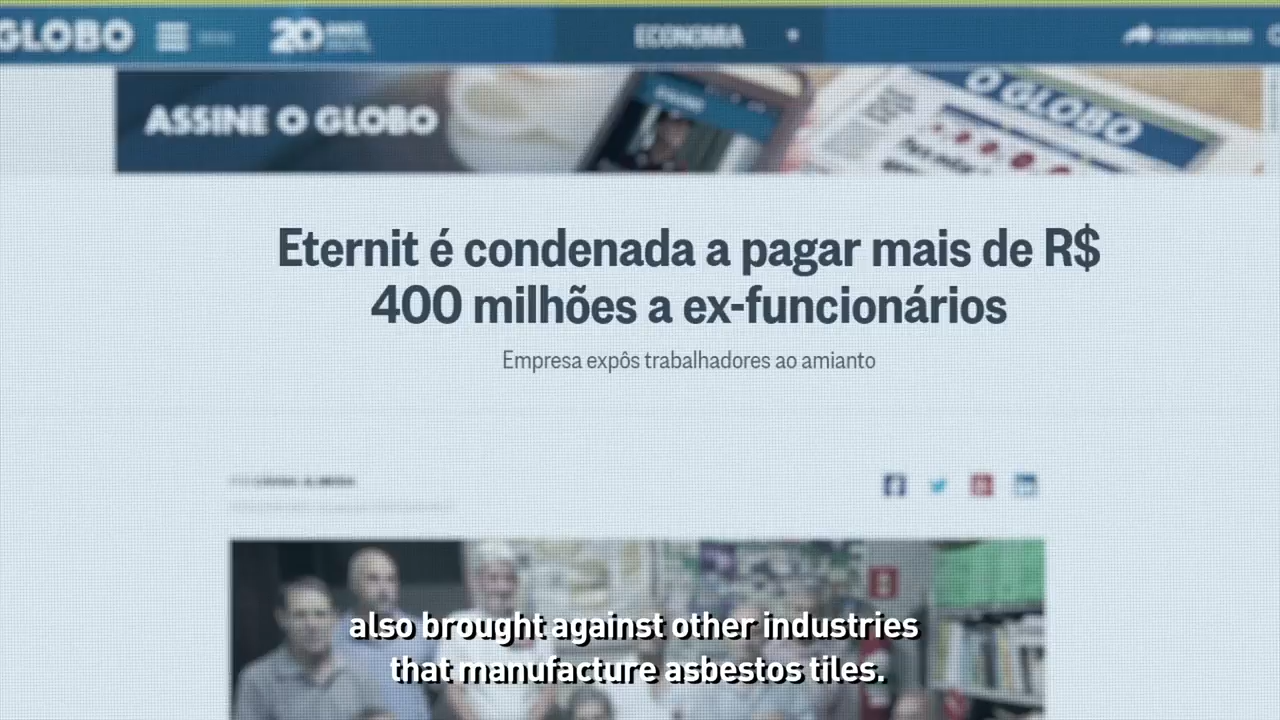 GLOBO
20 ANOS
ECONOMIA
ASSINE O GLOBO
O GLOBO
Eternit é condenada a pagar mais de R$
400 milhões a ex-funcionários
Empresa expôs trabalhadores ao amianto
also brought against other industries
that manufacture asbestos tiles.